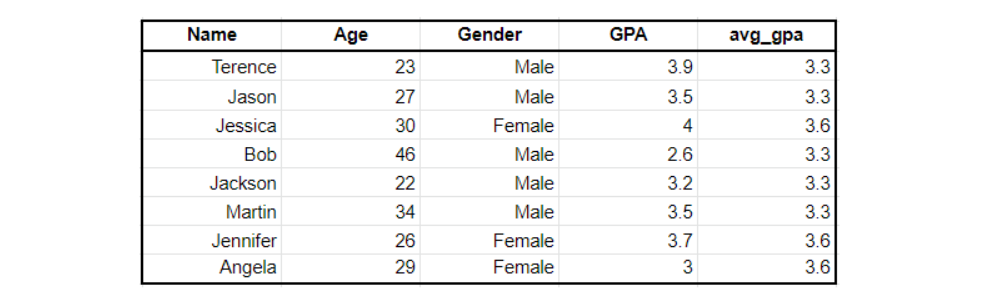 Name Age Gender GPA avg_gpa
Terence 23 Male 3.9 3.3
Jason 27 Male 3.5 3.3
Jessica 30 Female 4 3.6
Bob 46 Male 2.6 3.3
Jackson 22 Male 3.2 3.3
Martin 34 Male 3.5 3.3
Jennifer 26 Female 3.7 3.6
Angela 29 Female 3 3.6